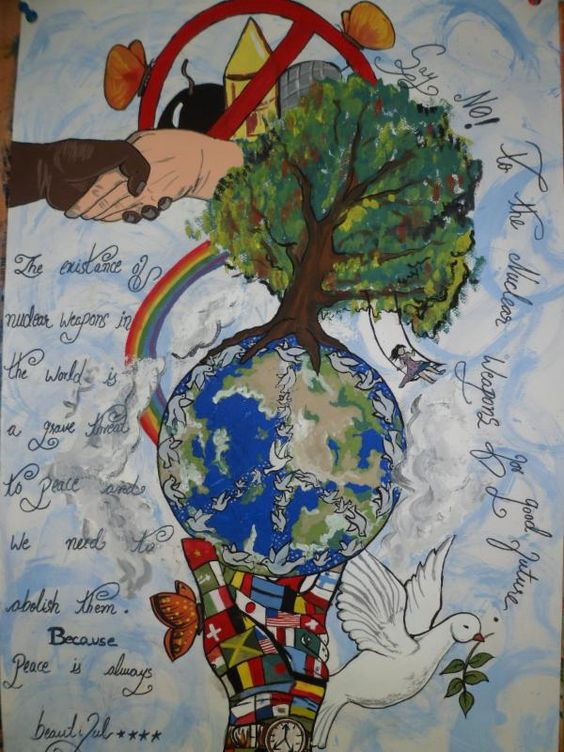 Say No!
To the Nuclear Weapons for good Future.
The existance of
nuclear weapons in
the world is
a grave threat
to peace and
we need to
abolish them.
Because
Peace is always
beautiful ****